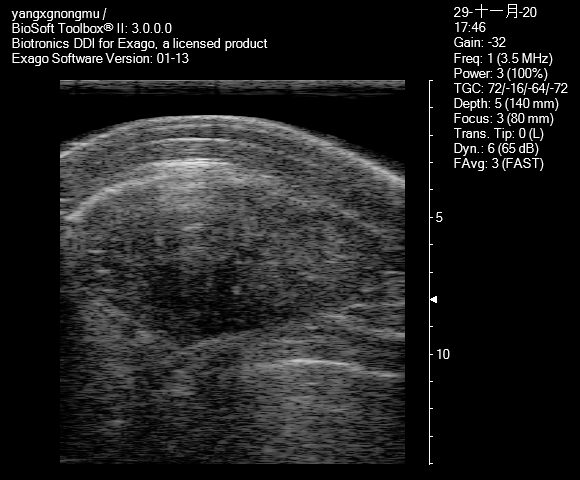 yangxgnongmu /
BioSoft Toolbox® II: 3.0.0.0
Biotronics DDI for Exago, a licensed product
Exago Software Version: 01-13
29-十一月-20
17:46
Gain: -32
Freq: 1 (3.5 MHz)
Power: 3 (100%)
TGC: 72/-16/-64/-72
Depth: 5 (140 mm)
Focus: 3 (80 mm)
Trans. Tip: 0 (L)
Dyn.: 6 (65 dB)
FAvg: 3 (FAST)
5
10